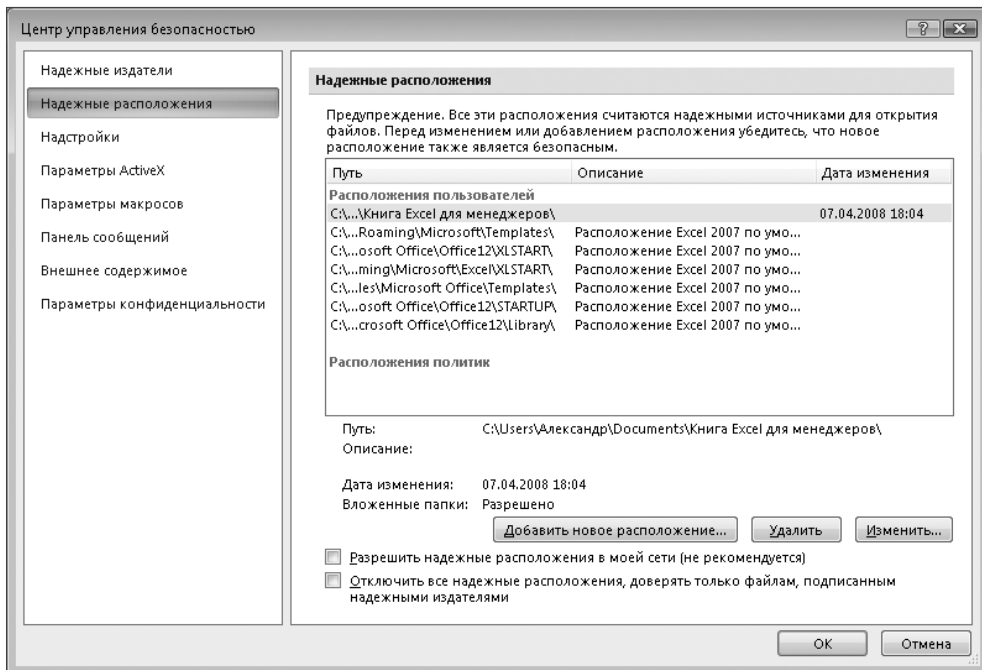 Центр управления безопасностью
Надежные издатели
Надежные расположения
Надстройки
Параметры ActiveX
Параметры макросов
Панель сообщений
Внешнее содержимое
Параметры конфиденциальности
Надежные расположения
Предупреждение. Все эти расположения считаются надежными источниками для открытия
файлов. Перед изменением или добавлением расположения убедитесь, что новое
расположение также является безопасным.
Путь Описание Дата изменения
Расположения пользователей
C:\...\Книга Excel для менеджеров\ 07.04.2008 18:04
C:\...Roaming\Microsoft\Templates\ Расположение Excel 2007 по умо...
C:\...osoft Office\Office12\XLSTART\ Расположение Excel 2007 по умо...
C:\...ming\Microsoft\Excel\XLSTART\ Расположение Excel 2007 по умо...
C:\...les\Microsoft Office\Templates\ Расположение Excel 2007 по умо...
C:\...osoft Office\Office12\STARTUP\ Расположение Excel 2007 по умо...
C:\...crosoft Office\Office12\Library\ Расположение Excel 2007 по умо...
Расположения политик
Путь: C:\Users\Александр\Documents\Книга Excel для менеджеров\
Описание:
Дата изменения: 07.04.2008 18:04
Вложенные папки: Разрешено
Добавить новое расположение... Удалить Изменить...
Разрешить надежные расположения в моей сети (не рекомендуется)
Отключить все надежные расположения, доверять только файлам, подписанным
надежными издателями
ОК Отмена